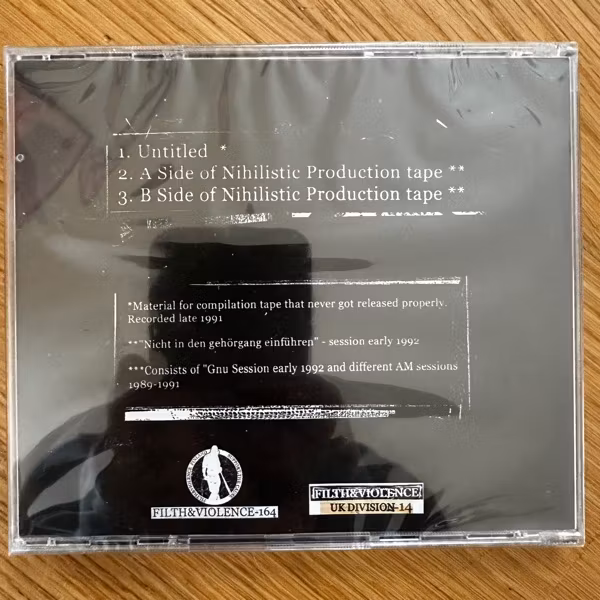 1. Untitled *
2. A Side of Nihilistic Production tape **
3. B Side of Nihilistic Production tape **
*Material for compilation tape that never got released properly.
Recorded late 1991
**"Nicht in den gehörgang einführen" - session early 1992
***Consists of "Gnu Session early 1992 and different AM sessions
1989-1991
FILTH&VIOLENCE-164
FILTH&VIOLENCE
UK DIVISION-14